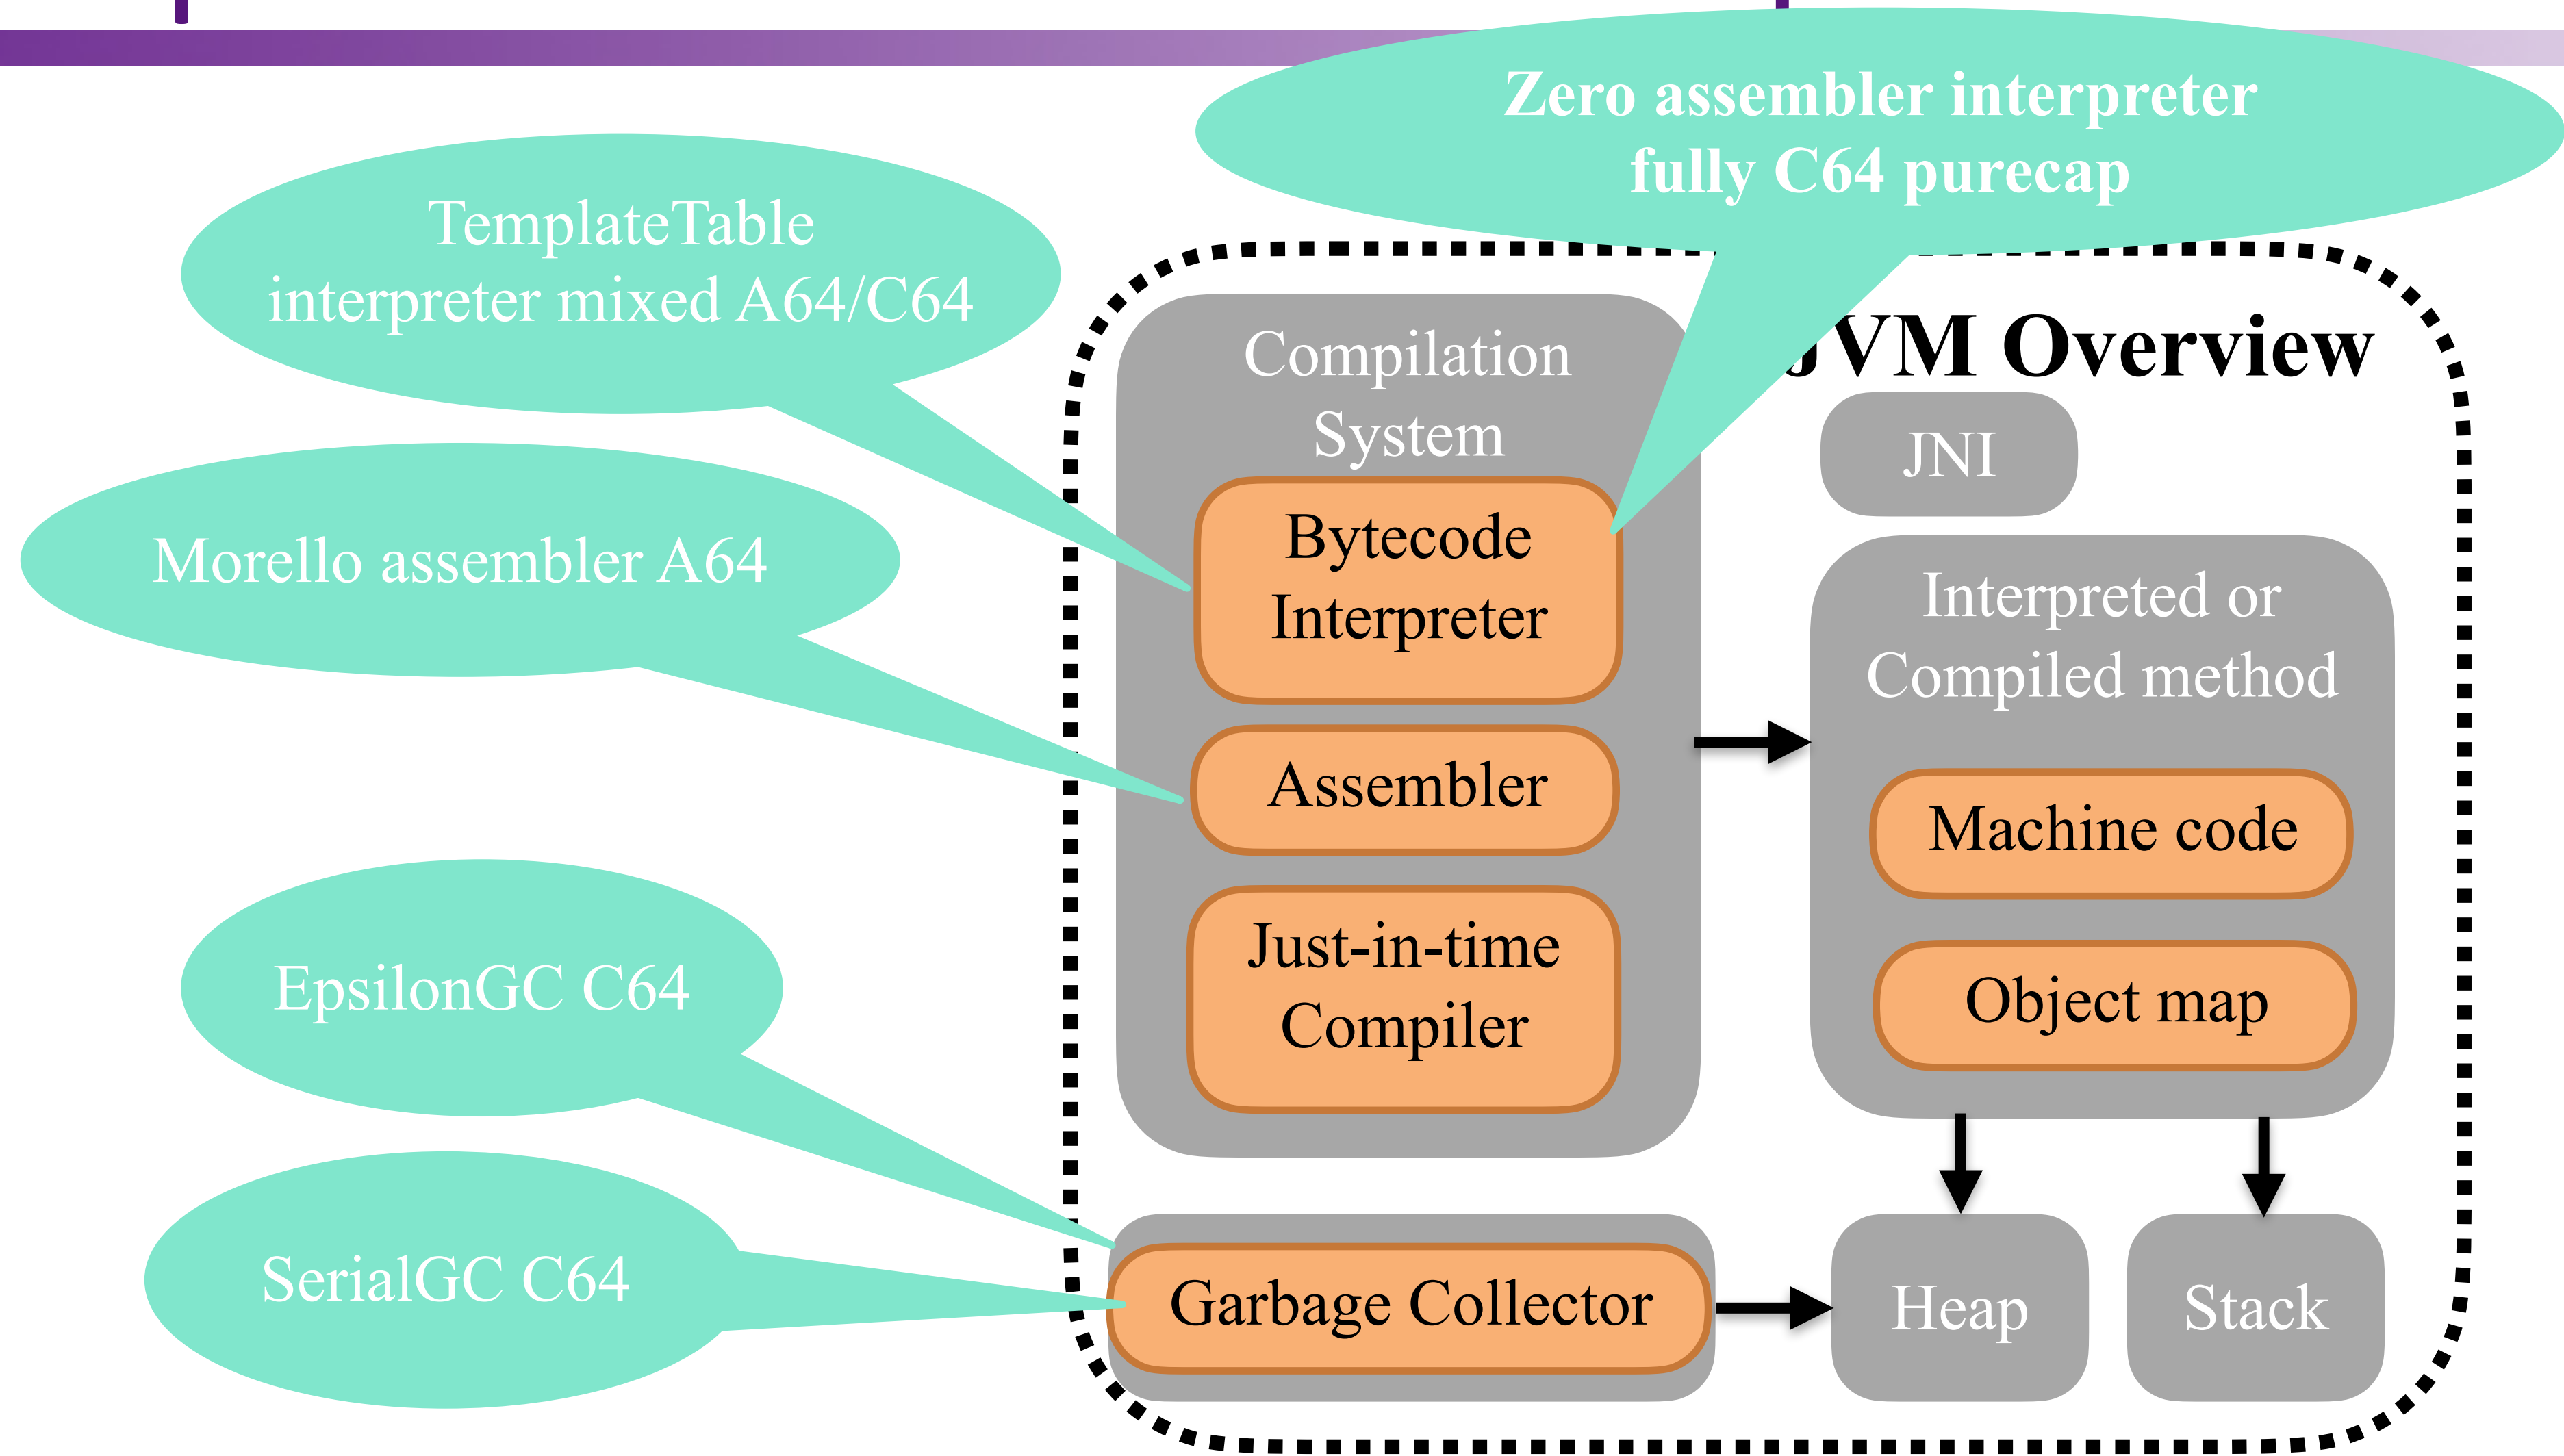 Zero assembler interpreter
fully C64 purecap
TemplateTable
interpreter mixed A64/C64
Morello assembler A64
EpsilonGC C64
SerialGC C64
Compilation
System
Bytecode
Interpreter
Assembler
Just-in-time
Compiler
Garbage Collector
JVM Overview
JNI
Interpreted or
Compiled method
Machine code
Object map
Heap
Stack